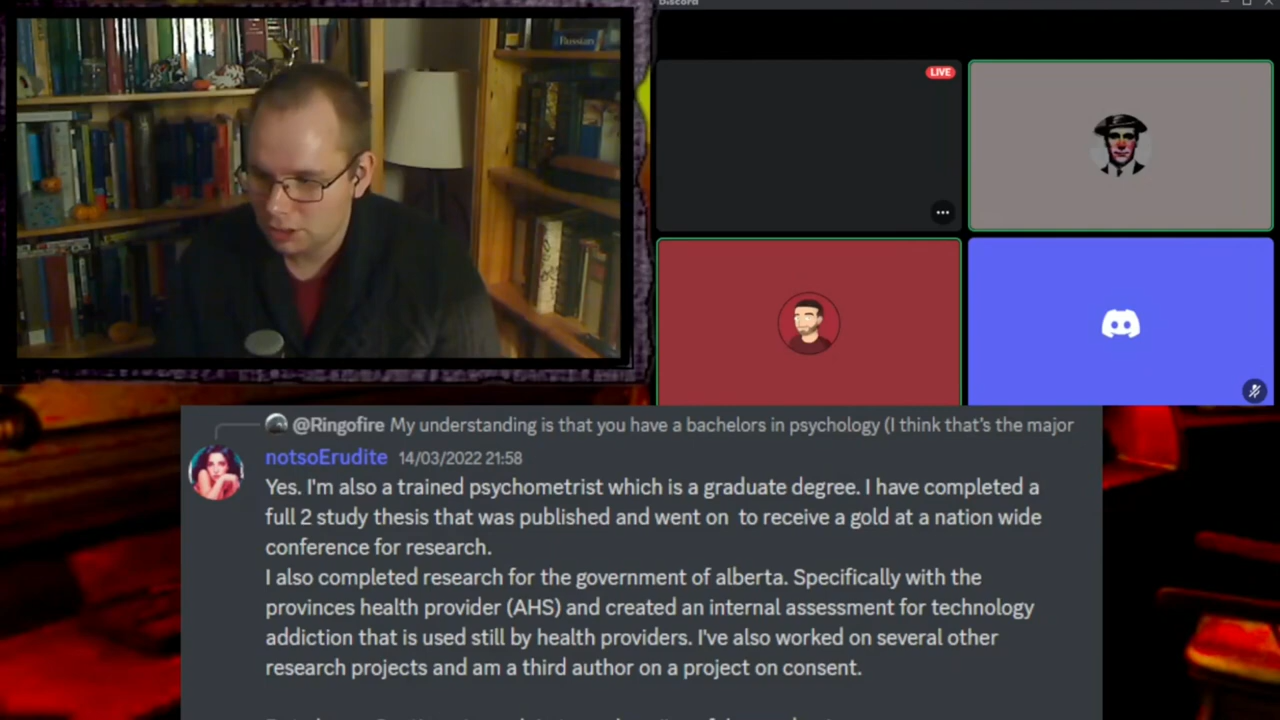 Discord
Russian
LIVE
@Ringofire My understanding is that you have a bachelors in psychology (I think that's the major
notsoErudite 14/03/2022 21:58
Yes. I'm also a trained psychometrist which is a graduate degree. I have completed a
full 2 study thesis that was published and went on to receive a gold at a nation wide
conference for research.
I also completed research for the government of alberta. Specifically with the
provinces health provider (AHS) and created an internal assessment for technology
addiction that is used still by health providers. I've also worked on several other
research projects and am a third author on a project on consent.